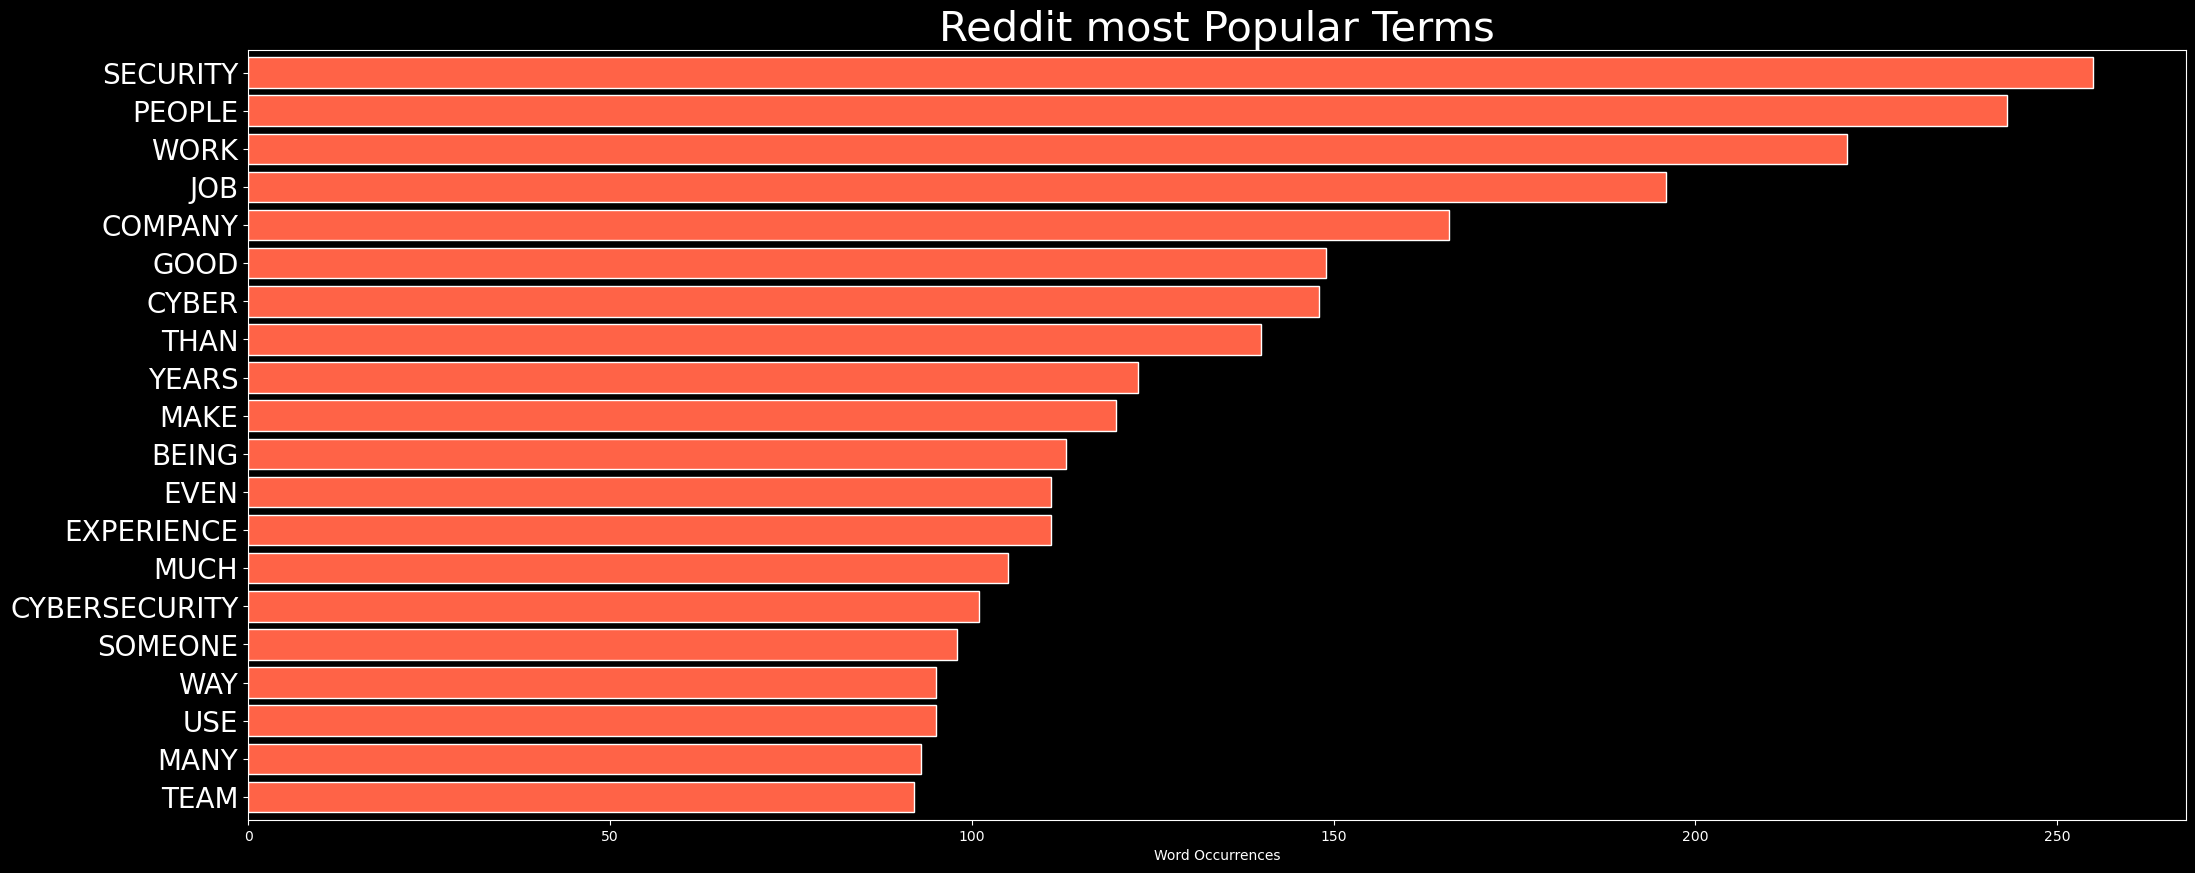 Reddit most Popular Terms
SECURITY
PEOPLE
WORK
JOB
COMPANY
GOOD
CYBER
THAN
YEARS
MAKE
BEING
EVEN
EXPERIENCE
MUCH
CYBERSECURITY
SOMEONE
WAY
USE
MANY
TEAM
0 50 100 150 200 250
Word Occurrences